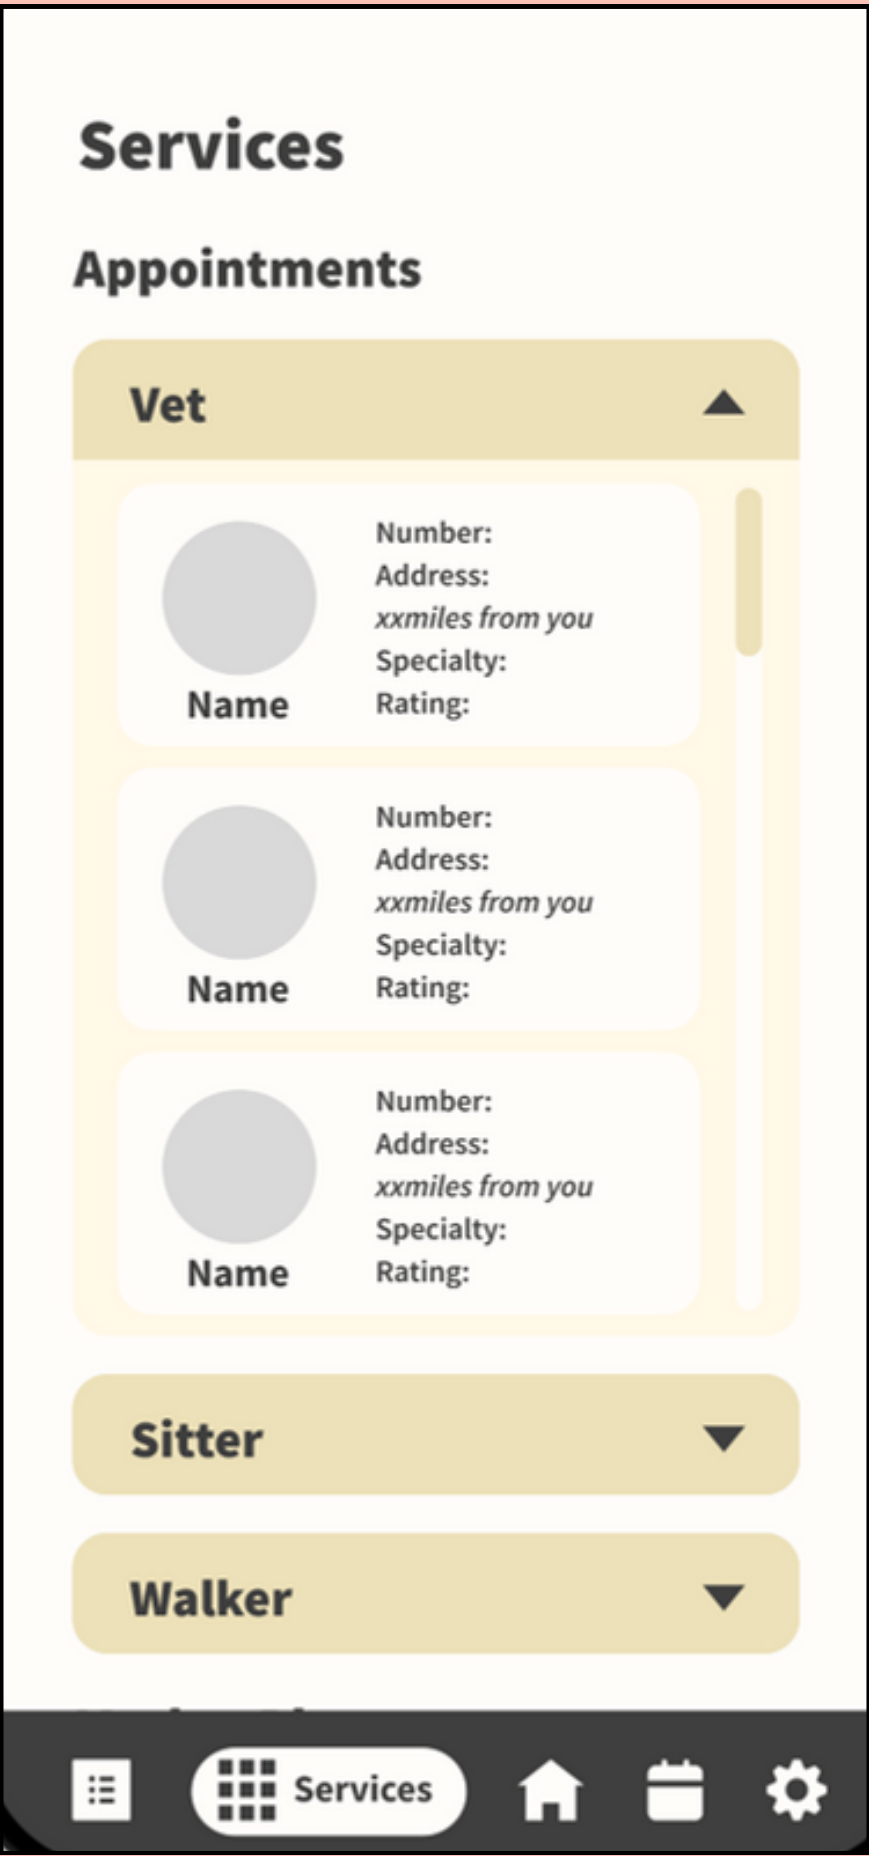 Services
Appointments
Vet
Number:
Address:
xxmiles from you
Specialty:
Rating:
Name
Number:
Address:
xxmiles from you
Specialty:
Rating:
Name
Number:
Address:
xxmiles from you
Specialty:
Rating:
Name
Sitter
Walker
Services